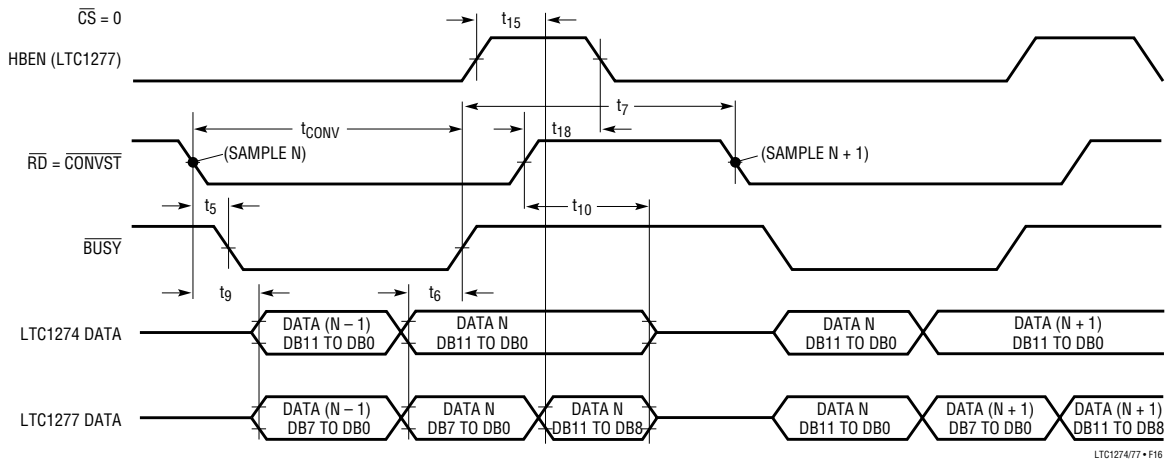 CS = 0
t15
HBEN (LTC1277)
t7
tCONV
t18
(SAMPLE N)
(SAMPLE N + 1)
RD = CONVST
t5
t10
BUSY
t9
t6
LTC1274 DATA
DATA (N – 1)
DB11 TO DB0
DATA N
DB11 TO DB0
DATA N
DB11 TO DB0
DATA (N + 1)
DB11 TO DB0
LTC1277 DATA
DATA (N – 1)
DB7 TO DB0
DATA N
DB7 TO DB0
DATA N
DB11 TO DB8
DATA N
DB11 TO DB0
DATA (N + 1)
DB7 TO DB0
DATA (N + 1)
DB11 TO DB8
LTC1274/77 • F16